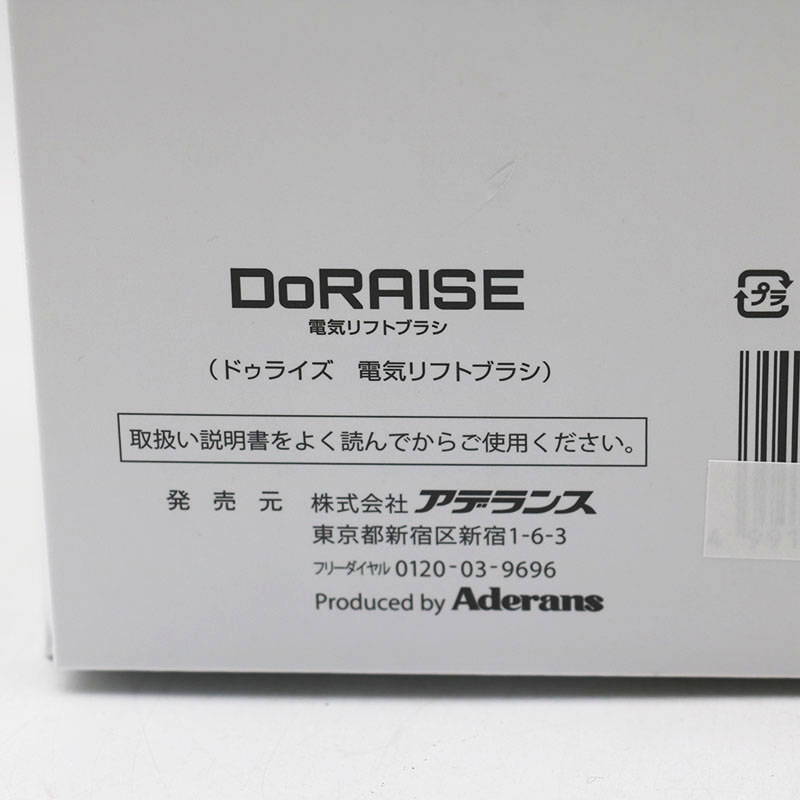 DoRAISE
電気リフトブラシ
（ドゥライズ　電気リフトブラシ）
プラ
取扱い説明書をよく読んでからご使用ください。
発 売 元 株式会社 アデランス
東京都新宿区新宿1-6-3
フリーダイヤル 0120-03-9696
Produced by Aderans